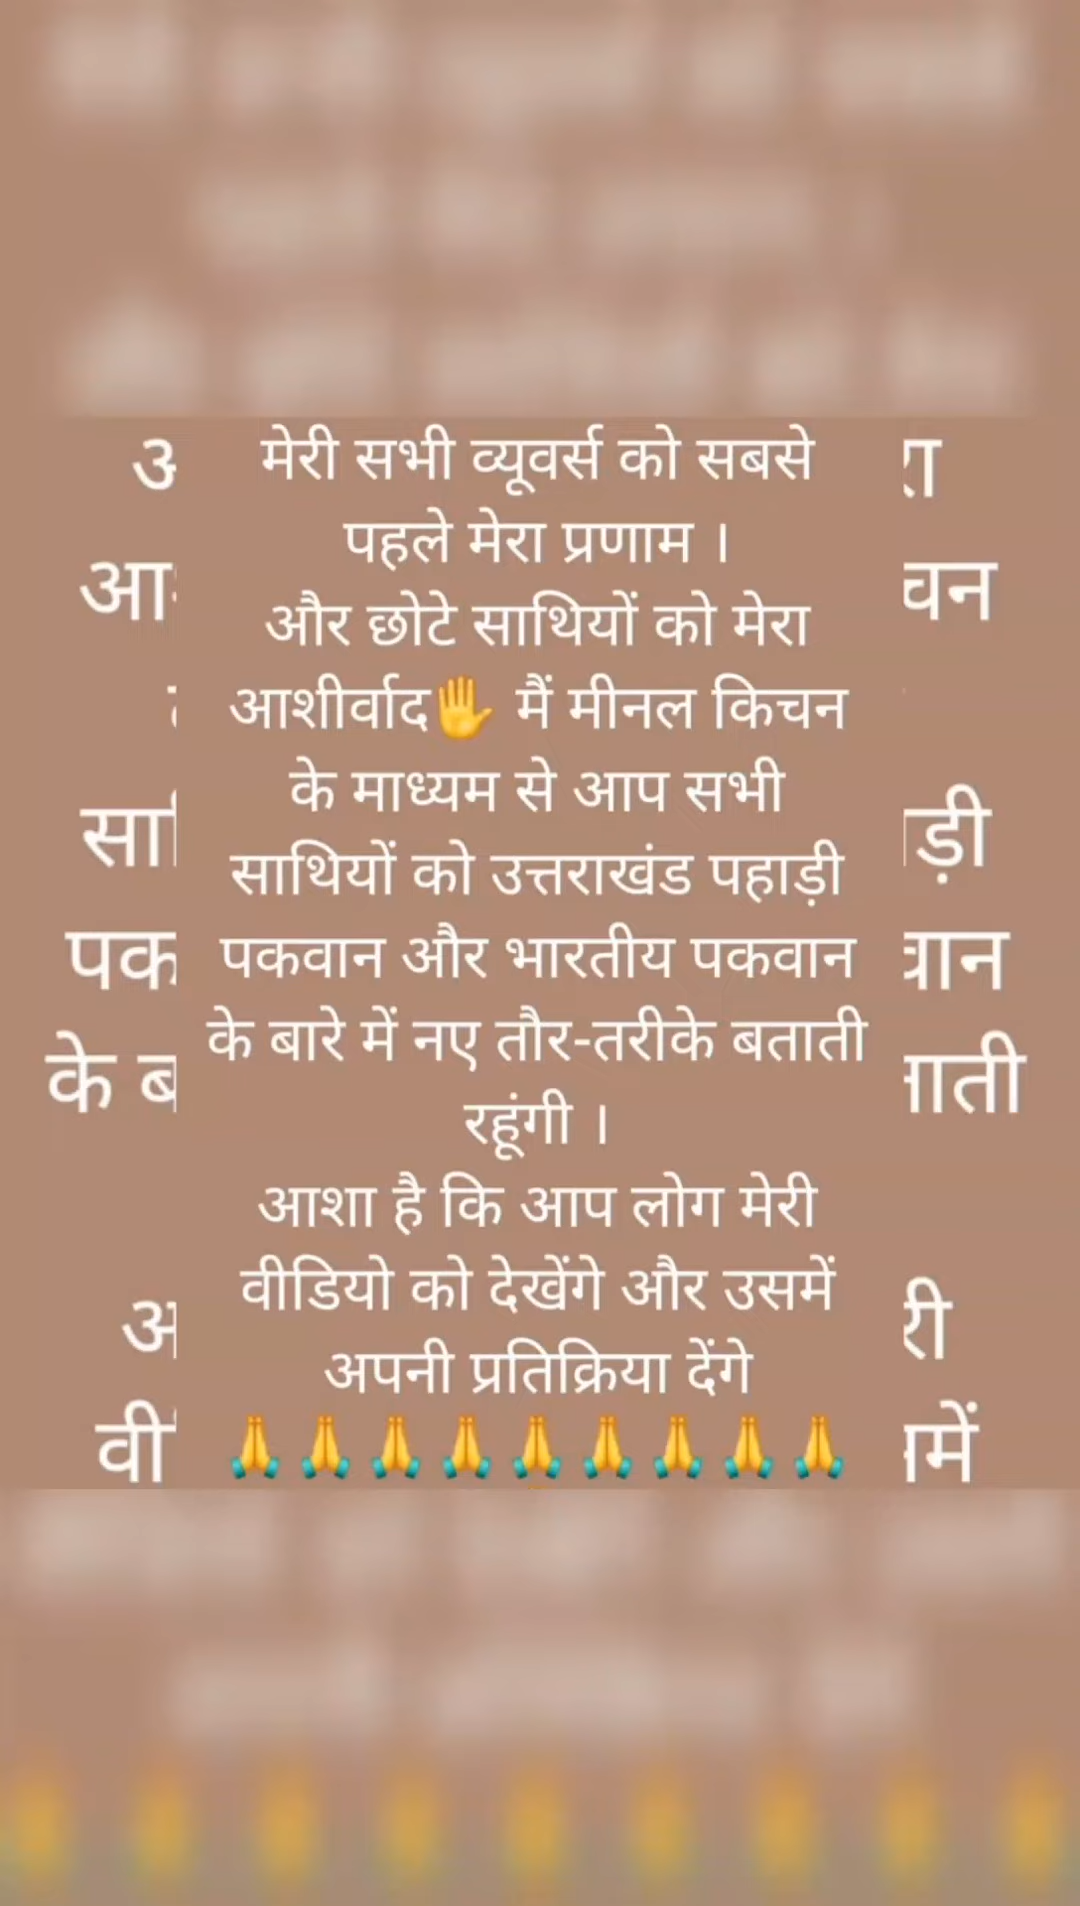 मेरी सभी व्यूवर्स को सबसे
पहले मेरा प्रणाम ।
और छोटे साथियों को मेरा
आशीर्वाद🤚 मैं मीनल किचन
के माध्यम से आप सभी
साथियों को उत्तराखंड पहाड़ी
पकवान और भारतीय पकवान
के बारे में नए तौर-तरीके बताती
रहूंगी ।
आशा है कि आप लोग मेरी
वीडियो को देखेंगे और उसमें
अपनी प्रतिक्रिया देंगे
🙏🙏🙏🙏🙏🙏🙏🙏🙏